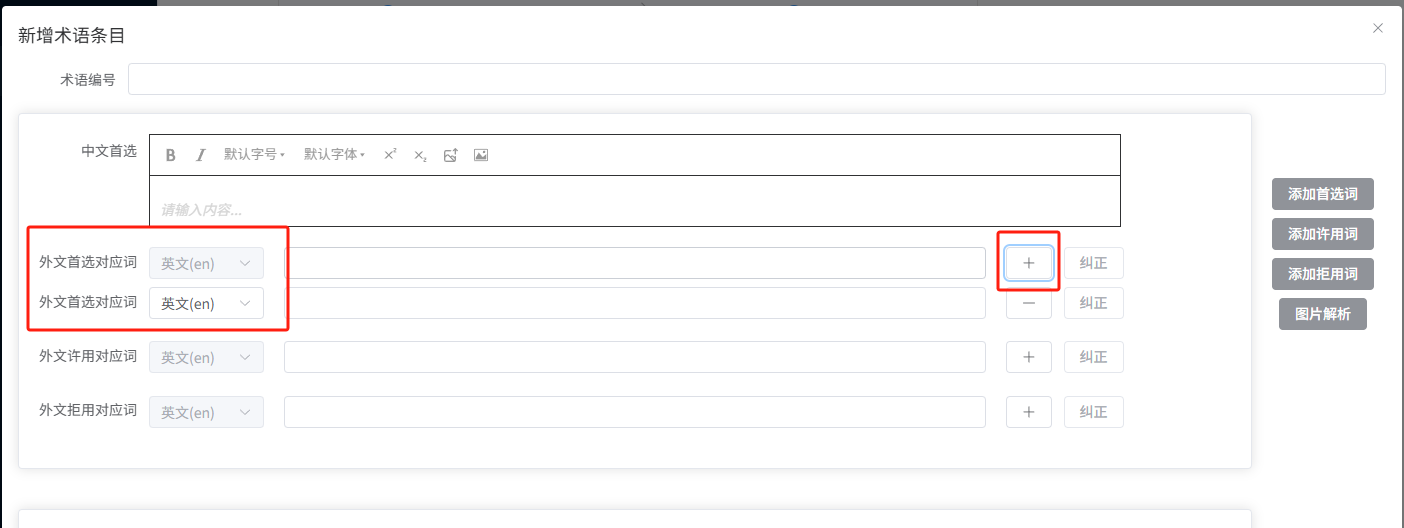 新增术语条目
术语编号
中文首选
B I 默认字号 默认字体 x² x₂
请输入内容...
添加首选词
添加许用词
外文首选对应词 英文(en) + 纠正
添加拒用词
外文首选对应词 英文(en) — 纠正
图片解析
外文许用对应词 英文(en) + 纠正
外文拒用对应词 英文(en) + 纠正